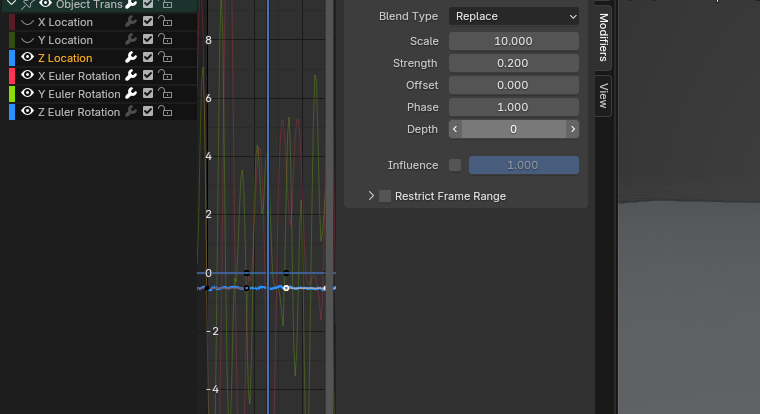 Object Trans
X Location
Y Location
Z Location
X Euler Rotation
Y Euler Rotation
Z Euler Rotation
8
6
4
2
0
-2
-4
Blend Type Replace
Scale 10.000
Strength 0.200
Offset 0.000
Phase 1.000
Depth 0
Influence 1.000
Restrict Frame Range
Modifiers
View